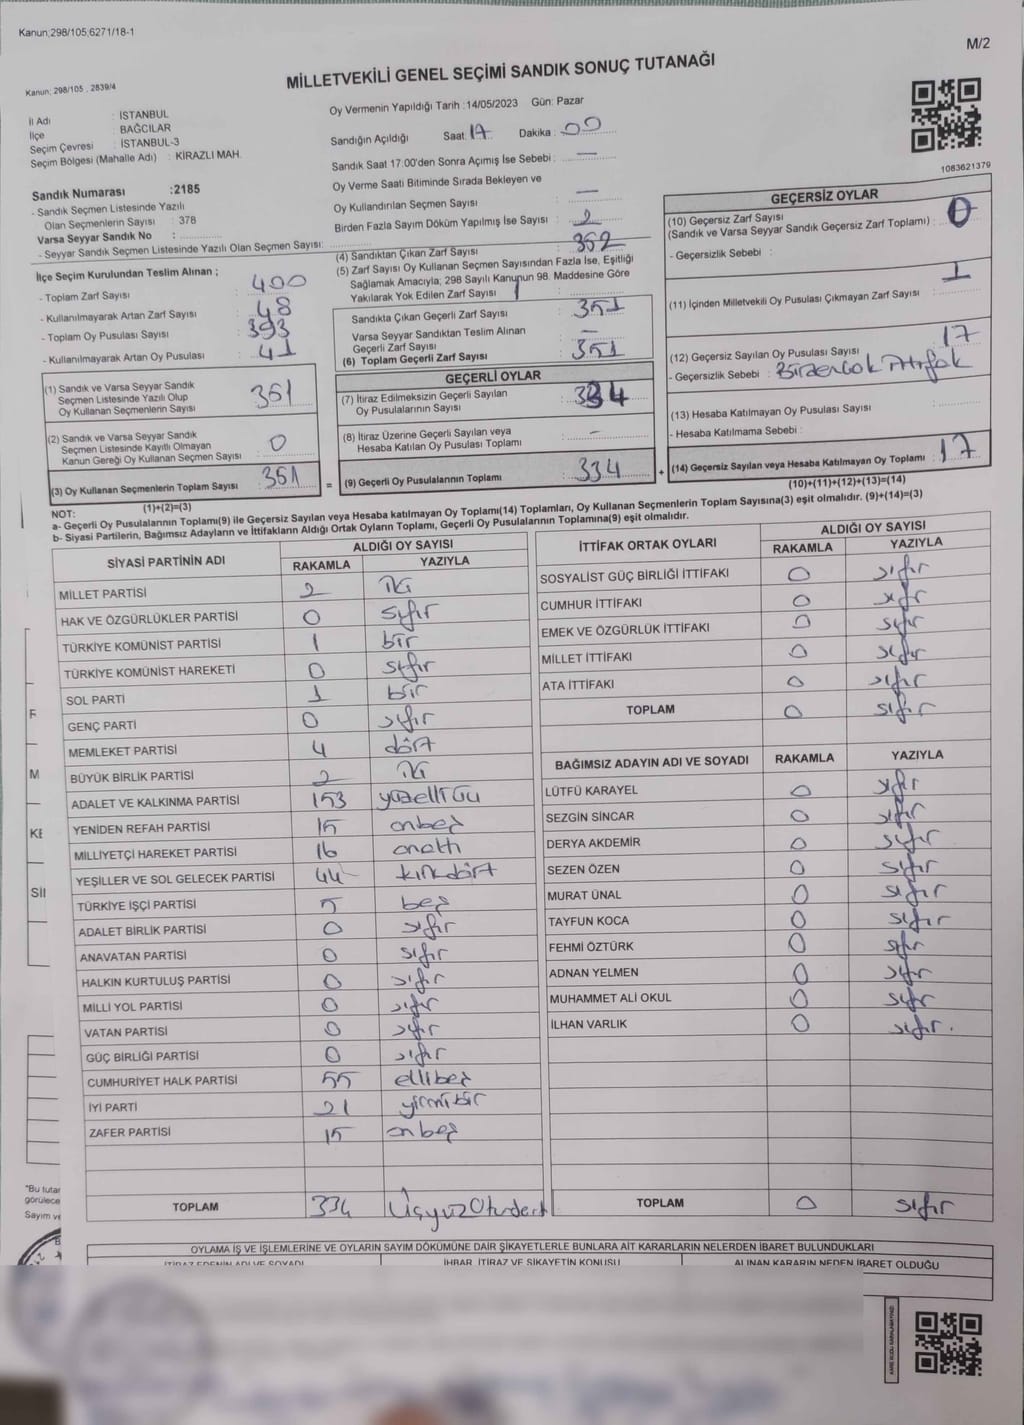 Kanun;298/105;6271/18-1
M/2
Kanun; 298/105 , 2839/4
MİLLETVEKİLİ GENEL SEÇİMİ SANDIK SONUÇ TUTANAĞI
İl Adı : İSTANBUL
İlçe : BAĞCILAR
Seçim Çevresi : İSTANBUL-3
Seçim Bölgesi (Mahalle Adı) : KİRAZLI MAH.
Sandık Numarası :2185
- Sandık Seçmen Listesinde Yazılı
Olan Seçmenlerin Sayısı : 378
Varsa Seyyar Sandık No :
- Seyyar Sandık Seçmen Listesinde Yazılı Olan Seçmen Sayısı:
Oy Vermenin Yapıldığı Tarih :14/05/2023 Gün: Pazar
Sandığın Açıldığı Saat: 17 Dakika : 00
Sandık Saat 17.00'den Sonra Açımış İse Sebebi : —
Oy Verme Saati Bitiminde Sırada Bekleyen ve
Oy Kullandırılan Seçmen Sayısı : —
Birden Fazla Sayım Döküm Yapılmış İse Sayısı : 2
1083621379
İlçe Seçim Kurulundan Teslim Alınan ;
- Toplam Zarf Sayısı : 400
- Kullanılmayarak Artan Zarf Sayısı : 48
- Toplam Oy Pusulası Sayısı : 393
- Kullanılmayarak Artan Oy Pusulası : 41
(4) Sandıktan Çıkan Zarf Sayısı : 352
(5) Zarf Sayısı Oy Kullanan Seçmen Sayısından Fazla İse, Eşitliği
Sağlamak Amacıyla; 298 Sayılı Kanunun 98. Maddesine Göre
Yakılarak Yok Edilen Zarf Sayısı : 1
Sandıkta Çıkan Geçerli Zarf Sayısı : 351
Varsa Seyyar Sandıktan Teslim Alınan
Geçerli Zarf Sayısı : —
(6) Toplam Geçerli Zarf Sayısı : 351
GEÇERSİZ OYLAR
(10) Geçersiz Zarf Sayısı
(Sandık ve Varsa Seyyar Sandık Geçersiz Zarf Toplamı) : 0
- Geçersizlik Sebebi :
(11) İçinden Milletvekili Oy Pusulası Çıkmayan Zarf Sayısı : 1
(12) Geçersiz Sayılan Oy Pusulası Sayısı : 17
- Geçersizlik Sebebi :
(13) Hesaba Katılmayan Oy Pusulası Sayısı :
- Hesaba Katılmama Sebebi :
(14) Geçersiz Sayılan veya Hesaba Katılmayan Oy Toplamı : 17
(10)+(11)+(12)+(13)=(14)
(1) Sandık ve Varsa Seyyar Sandık
Seçmen Listesinde Yazılı Olup
Oy Kullanan Seçmenlerin Sayısı : 351
(2) Sandık ve Varsa Seyyar Sandık
Seçmen Listesinde Kayıtlı Olmayan
Kanun Gereği Oy Kullanan Seçmen Sayısı : 0
(3) Oy Kullanan Seçmenlerin Toplam Sayısı : 351
(1)+(2)=(3)
GEÇERLİ OYLAR
(7) İtiraz Edilmeksizin Geçerli Sayılan
Oy Pusulalarının Sayısı : 334
(8) İtiraz Üzerine Geçerli Sayılan veya
Hesaba Katılan Oy Pusulası Toplamı : -
(9) Geçerli Oy Pusulalarının Toplamı : 334
NOT:
a- Geçerli Oy Pusulalarının Toplamı(9) ile Geçersiz Sayılan veya Hesaba katılmayan Oy Toplamı(14) Toplamları, Oy Kullanan Seçmenlerin Toplam Sayısına(3) eşit olmalıdır. (9)+(14)=(3)
b- Siyasi Partilerin, Bağımsız Adayların ve İttifakların Aldığı Ortak Oyların Toplamı, Geçerli Oy Pusulalarının Toplamına(9) eşit olmalıdır.
SİYASİ PARTİNİN ADI ALDIĞI OY SAYISI
RAKAMLA YAZIYLA
MİLLET PARTİSİ 2 iki
HAK VE ÖZGÜRLÜKLER PARTİSİ 0 sıfır
TÜRKİYE KOMÜNİST PARTİSİ 1 bir
TÜRKİYE KOMÜNİST HAREKETİ 0 sıfır
SOL PARTİ 1 bir
GENÇ PARTİ 0 sıfır
MEMLEKET PARTİSİ 4 dört
BÜYÜK BİRLİK PARTİSİ 2 iki
ADALET VE KALKINMA PARTİSİ 153 yüzelliüçü
YENİDEN REFAH PARTİSİ 15 onbeş
MİLLİYETÇİ HAREKET PARTİSİ 16 onaltı
YEŞİLLER VE SOL GELECEK PARTİSİ 44 kırkdört
TÜRKİYE İŞÇİ PARTİSİ 5 beş
ADALET BİRLİK PARTİSİ 0 sıfır
ANAVATAN PARTİSİ 0 sıfır
HALKIN KURTULUŞ PARTİSİ 0 sıfır
MİLLİ YOL PARTİSİ 0 sıfır
VATAN PARTİSİ 0 sıfır
GÜÇ BİRLİĞİ PARTİSİ 0 sıfır
CUMHURİYET HALK PARTİSİ 55 ellibeş
İYİ PARTİ 21 yirmibir
ZAFER PARTİSİ 15 onbeş
TOPLAM 334 ÜçyüzOtuzdört
İTTİFAK ORTAK OYLARI ALDIĞI OY SAYISI
RAKAMLA YAZIYLA
SOSYALİST GÜÇ BİRLİĞİ İTTİFAKI 0 sıfır
CUMHUR İTTİFAKI 0 sıfır
EMEK VE ÖZGÜRLÜK İTTİFAKI 0 sıfır
MİLLET İTTİFAKI 0 sıfır
ATA İTTİFAKI 0 sıfır
TOPLAM 0 sıfır
BAĞIMSIZ ADAYIN ADI VE SOYADI RAKAMLA YAZIYLA
LÜTFÜ KARAYEL 0 sıfır
SEZGİN SİNCAR 0 sıfır
DERYA AKDEMİR 0 sıfır
SEZEN ÖZEN 0 sıfır
MURAT ÜNAL 0 sıfır
TAYFUN KOCA 0 sıfır
FEHMİ ÖZTÜRK 0 sıfır
ADNAN YELMEN 0 sıfır
MUHAMMET ALİ OKUL 0 sıfır
İLHAN VARLIK 0 sıfır.
TOPLAM 0 sıfır
F
M
KE
Sİİ
"Bu tutar
görülece
Sayım ve
OYLAMA İŞ VE İŞLEMLERİNE VE OYLARIN SAYIM DÖKÜMÜNE DAİR ŞİKAYETLERLE BUNLARA AİT KARARLARIN NELERDEN İBARET BULUNDUKLARI
İTİRAZ EDENİN ADI VE SOYADI İHBAR, İTİRAZ VE ŞİKAYETİN KONUSU ALINAN KARARIN NEDEN İBARET OLDUĞU
KARE KODU KARALAMAYINIZ!